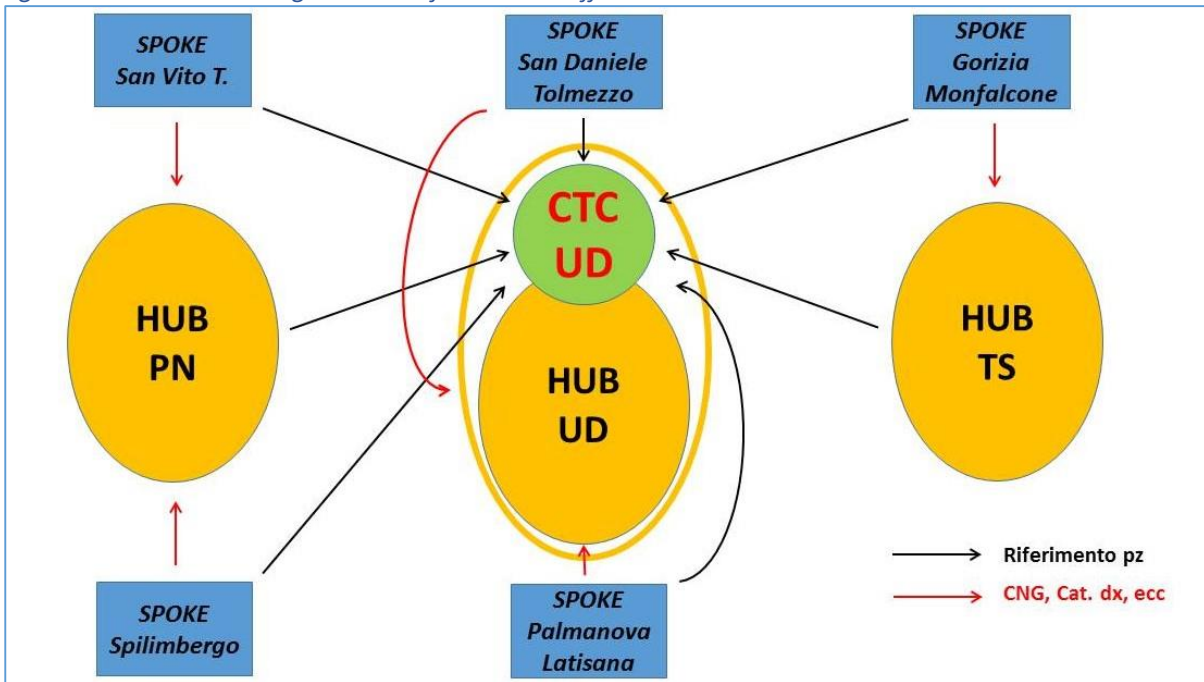 SPOKE
San Vito T.
SPOKE
San Daniele
Tolmezzo
SPOKE
Gorizia
Monfalcone
CTC
UD
HUB
PN
HUB
UD
HUB
TS
SPOKE
Spilimbergo
SPOKE
Palmanova
Latisana
Riferimento pz
CNG, Cat. dx, ecc